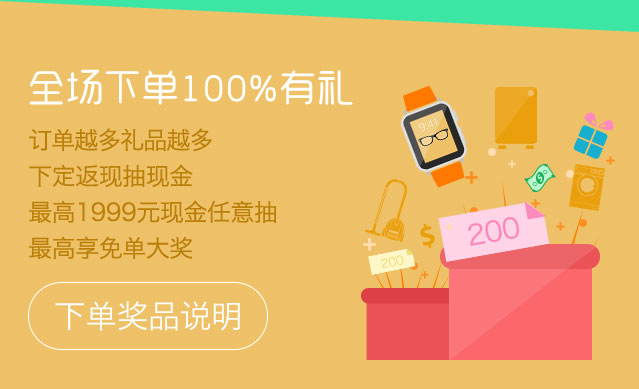 全场下单100%有礼
订单越多礼品越多
下定返现抽现金
最高1999元现金任意抽
最高享免单大奖
下单奖品说明
9:41
200
200